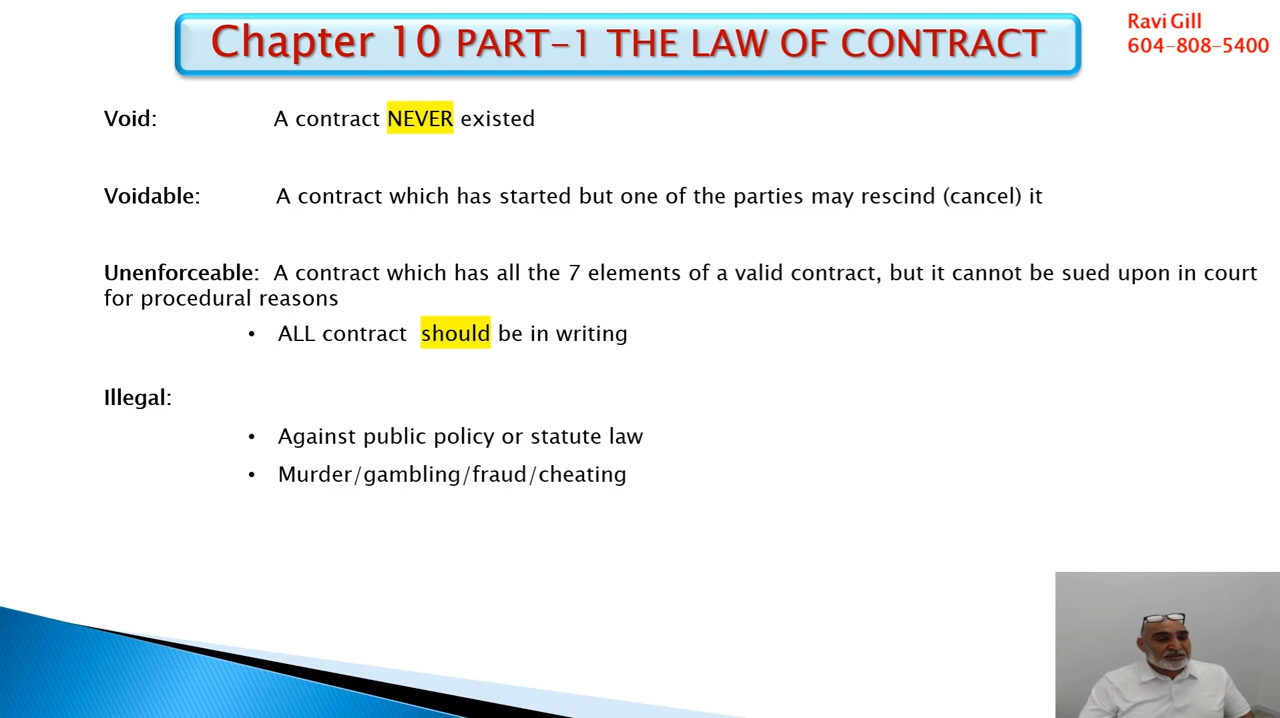 Chapter 10 PART-1 THE LAW OF CONTRACT
Ravi Gill
604-808-5400
Void: A contract NEVER existed
Voidable: A contract which has started but one of the parties may rescind (cancel) it
Unenforceable: A contract which has all the 7 elements of a valid contract, but it cannot be sued upon in court
for procedural reasons
• ALL contract should be in writing
Illegal:
• Against public policy or statute law
• Murder/gambling/fraud/cheating